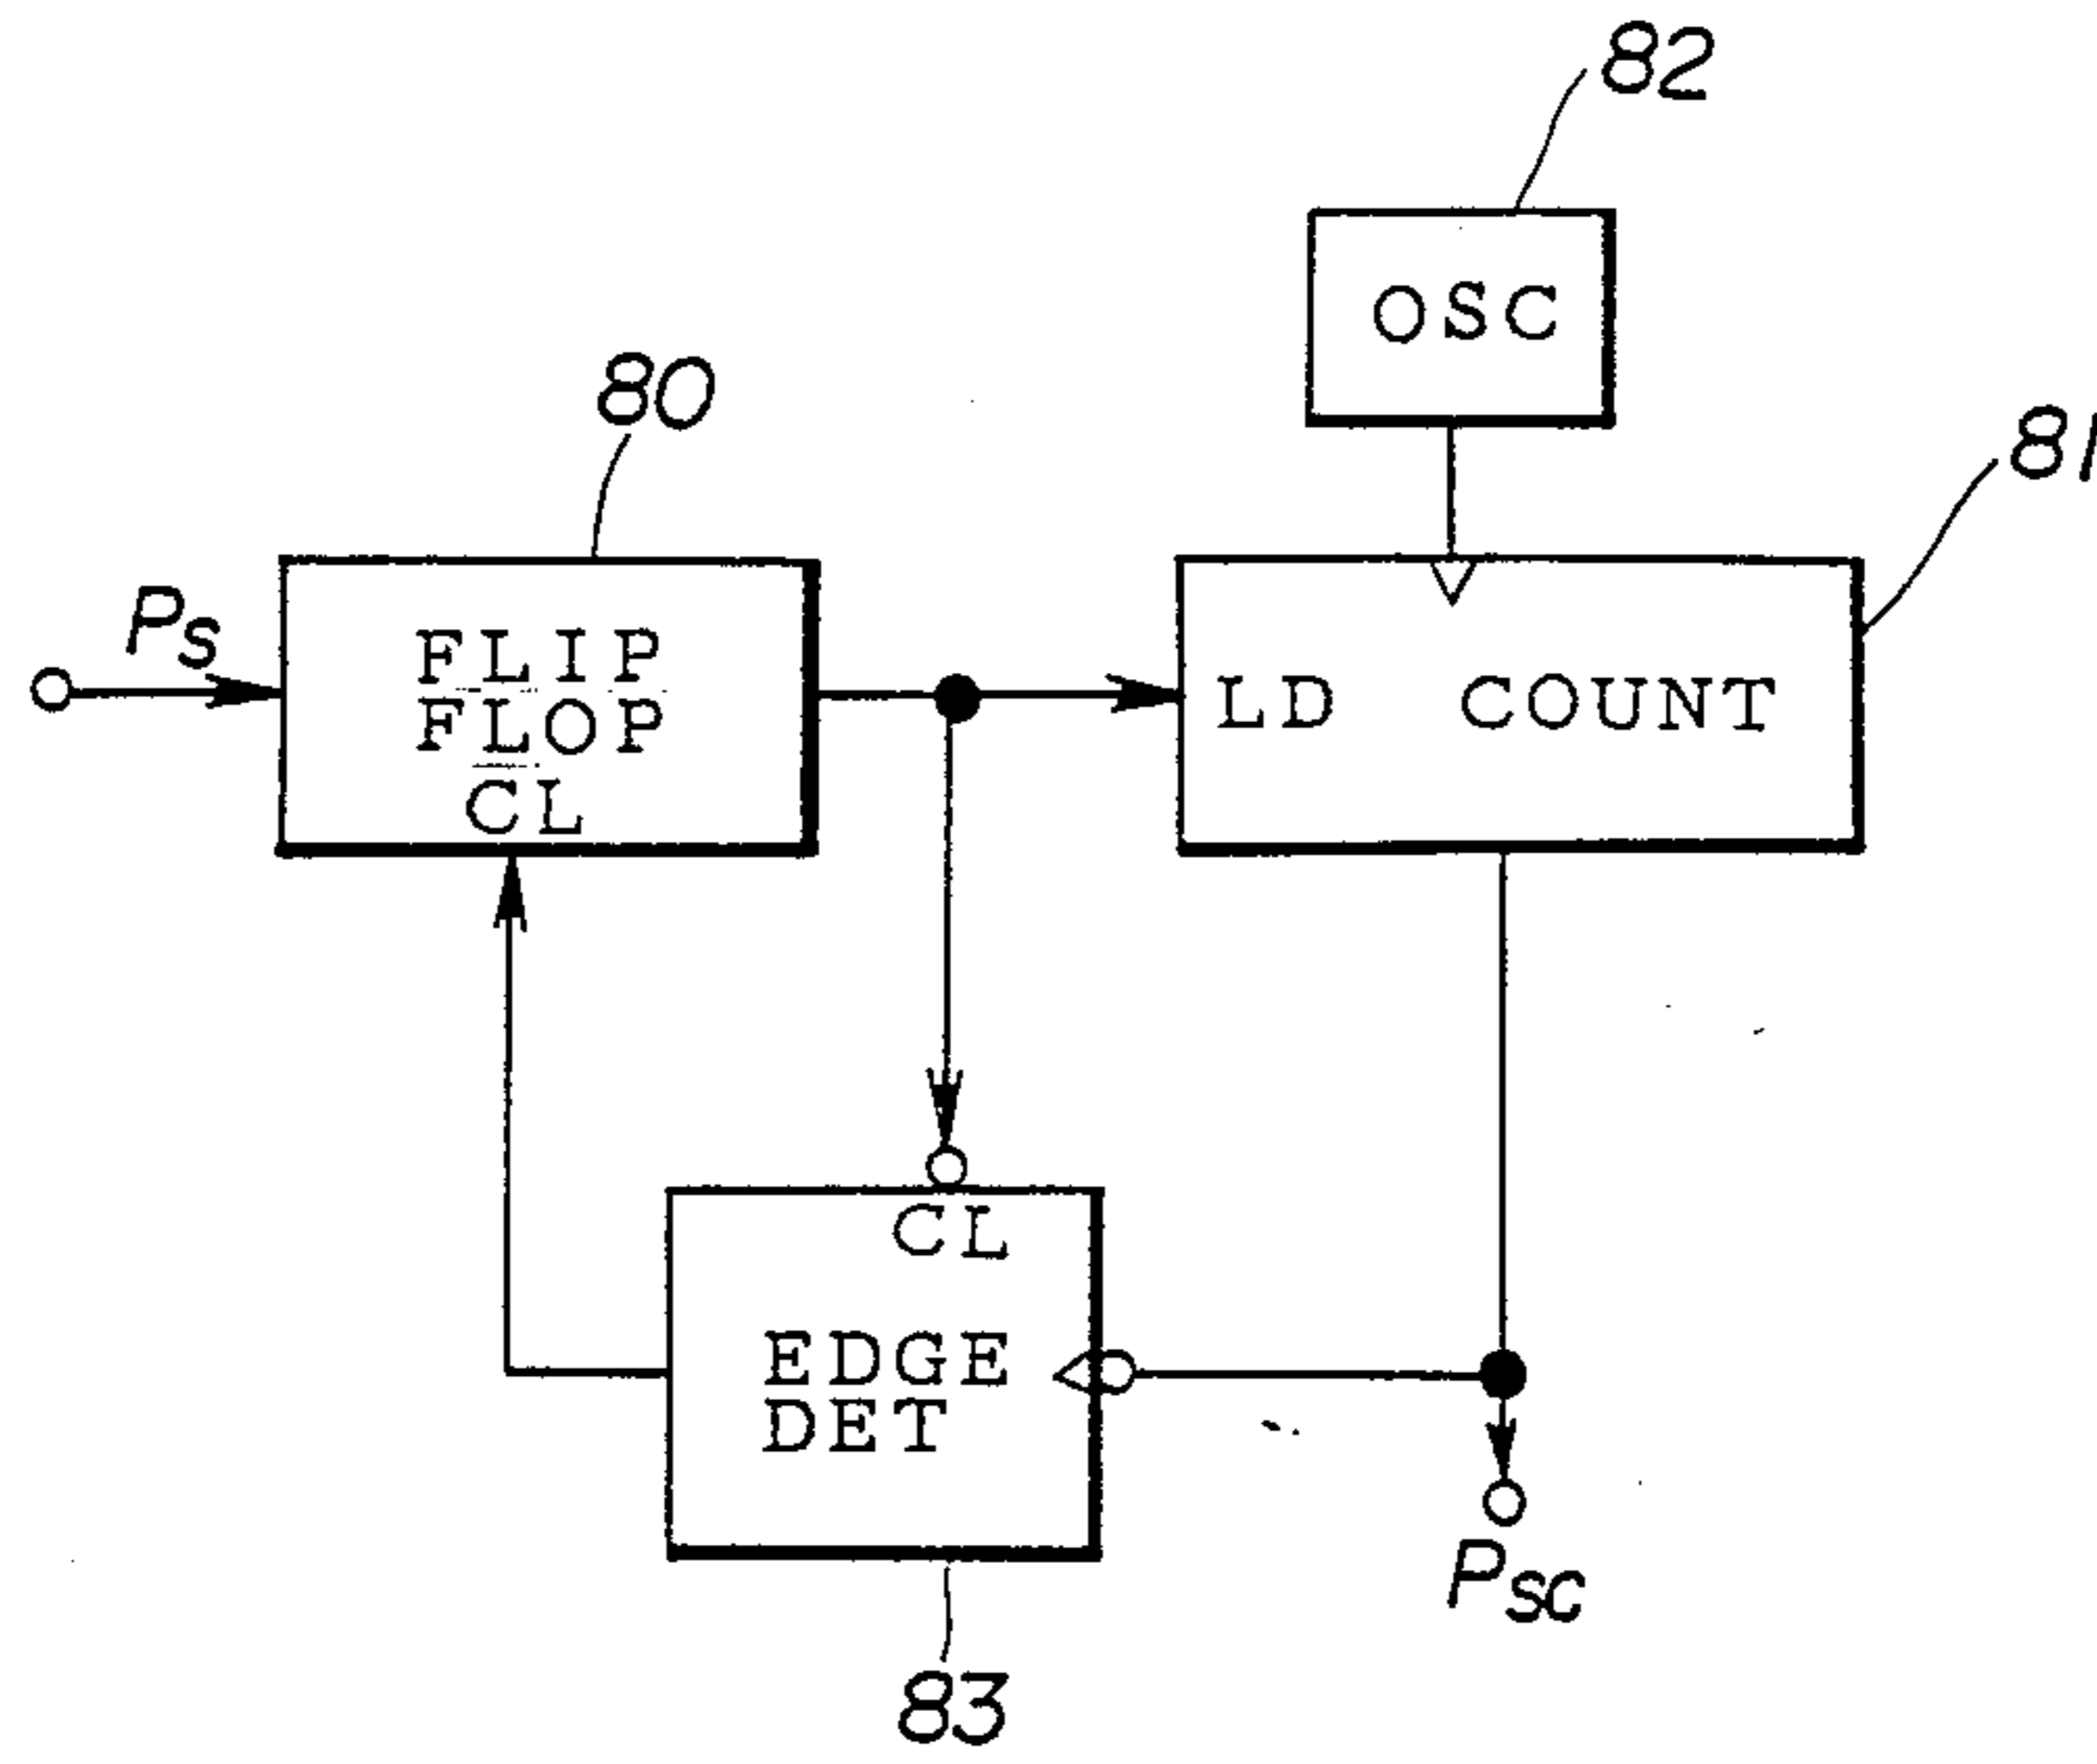 82
OSC
80
81
PS
FLIP
FLOP
CL
LD COUNT
CL
EDGE
DET
PSC
83